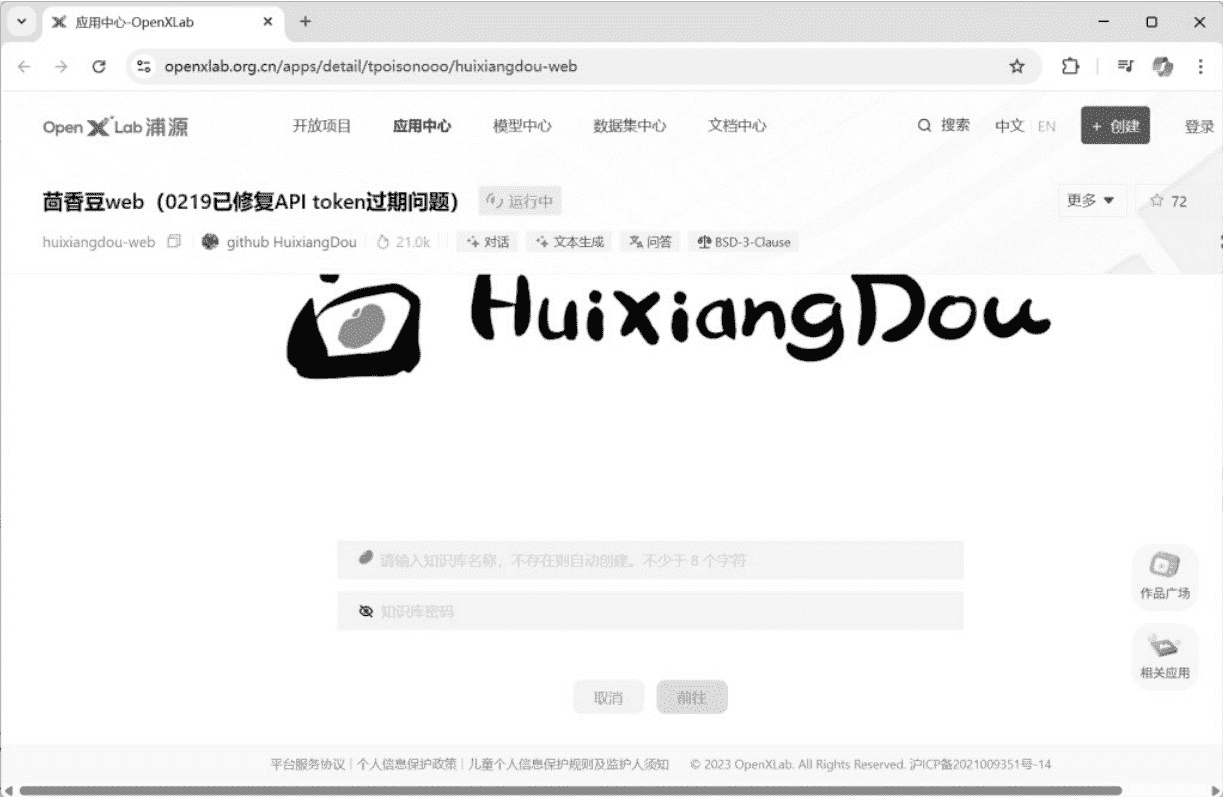 应用中心-OpenXLab
openxlab.org.cn/apps/detail/tpoisonooo/huixiangdou-web
OpenXLab浦源 开放项目 应用中心 模型中心 数据集中心 文档中心 搜索 中文 EN + 创建 登录
茴香豆web（0219已修复API token过期问题） 运行中 更多 72
huixiangdou-web github HuixiangDou 21.0k 对话 文本生成 问答 BSD-3-Clause
HuixiangDou
请输入知识库名称，不存在则自动创建。不少于 8 个字符
知识库密码
作品广场
相关应用
取消 前往
平台服务协议 | 个人信息保护政策 | 儿童个人信息保护规则及监护人须知 © 2023 OpenXLab. All Rights Reserved. 沪ICP备2021009351号-14